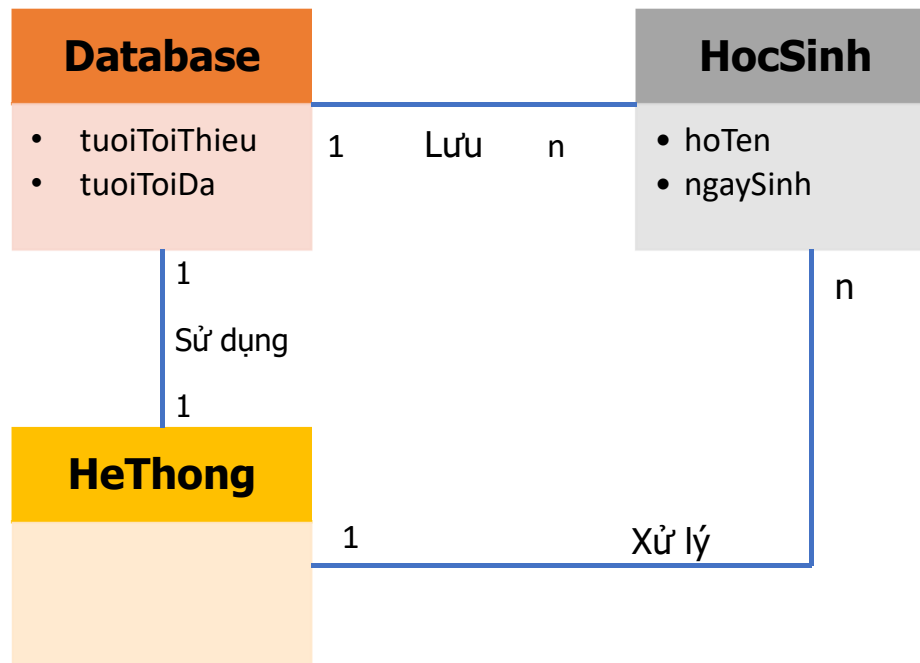 Database
• tuoiToiThieu
• tuoiToiDa
1 Lưu n
HocSinh
• hoTen
• ngaySinh
1
Sử dụng
1
n
HeThong
1 Xử lý